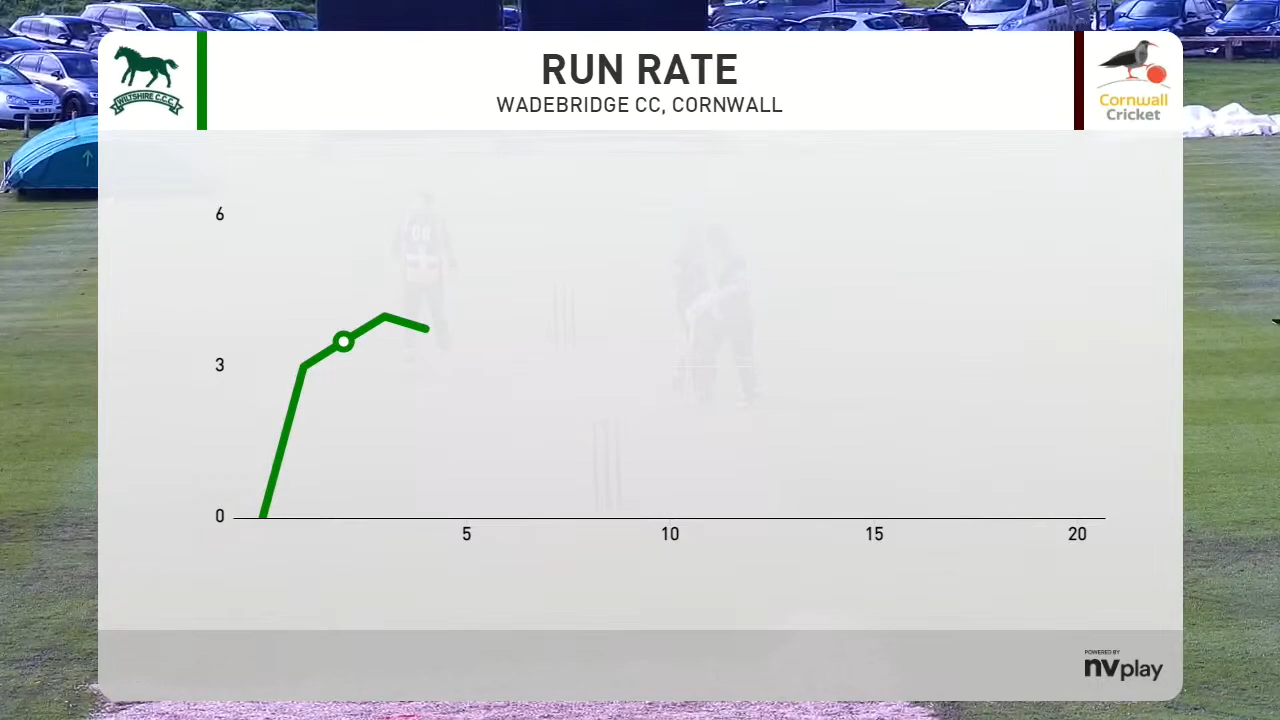 RUN RATE
WADEBRIDGE CC, CORNWALL
WILTSHIRE C.C.C.
Cornwall
Cricket
6
3
0
5
10
15
20
POWERED BY
nvplay